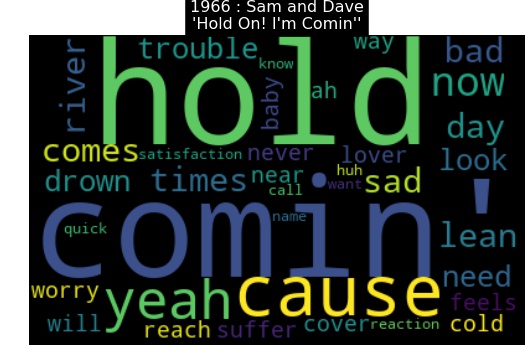 1966 : Sam and Dave
'Hold On! I'm Comin''
trouble way bad
river hold know now
baby ah
comes satisfaction never lover day
drown times near huh look
call want sad
comin'
quick name lean
worry yeah cause need
feels
will reach suffer cover reaction cold